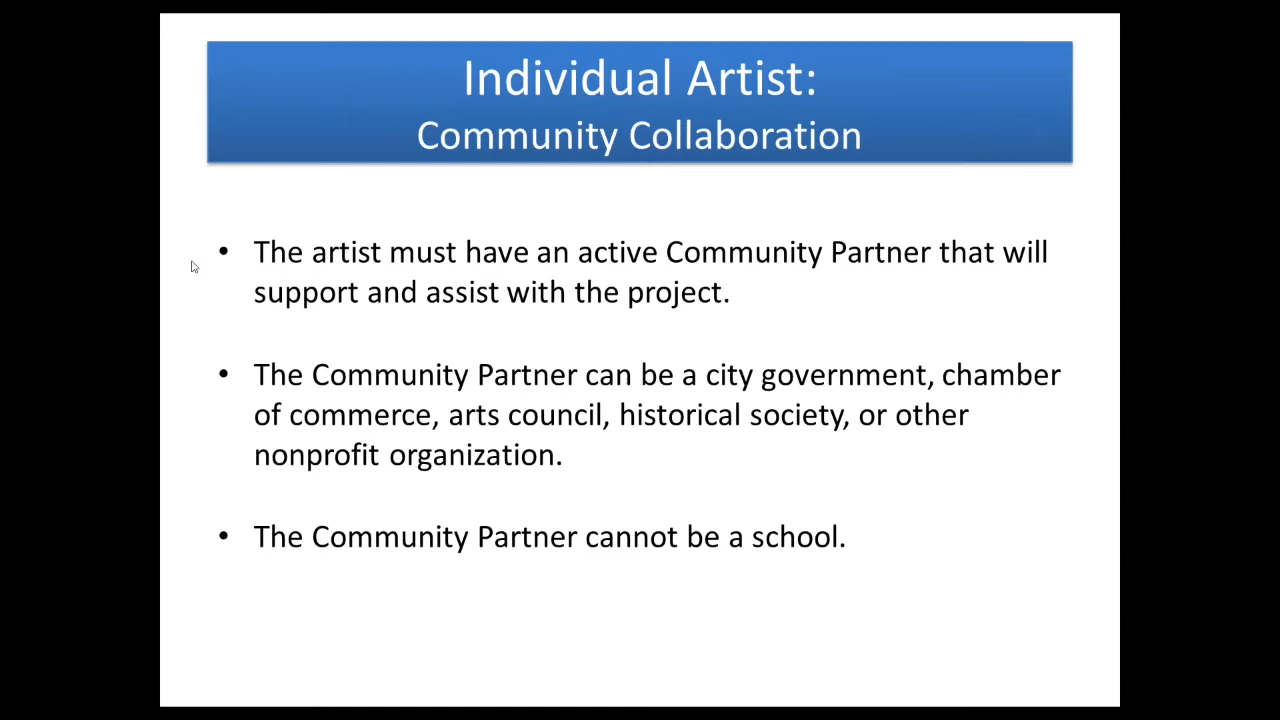 Individual Artist:
Community Collaboration
• The artist must have an active Community Partner that will
support and assist with the project.
• The Community Partner can be a city government, chamber
of commerce, arts council, historical society, or other
nonprofit organization.
• The Community Partner cannot be a school.